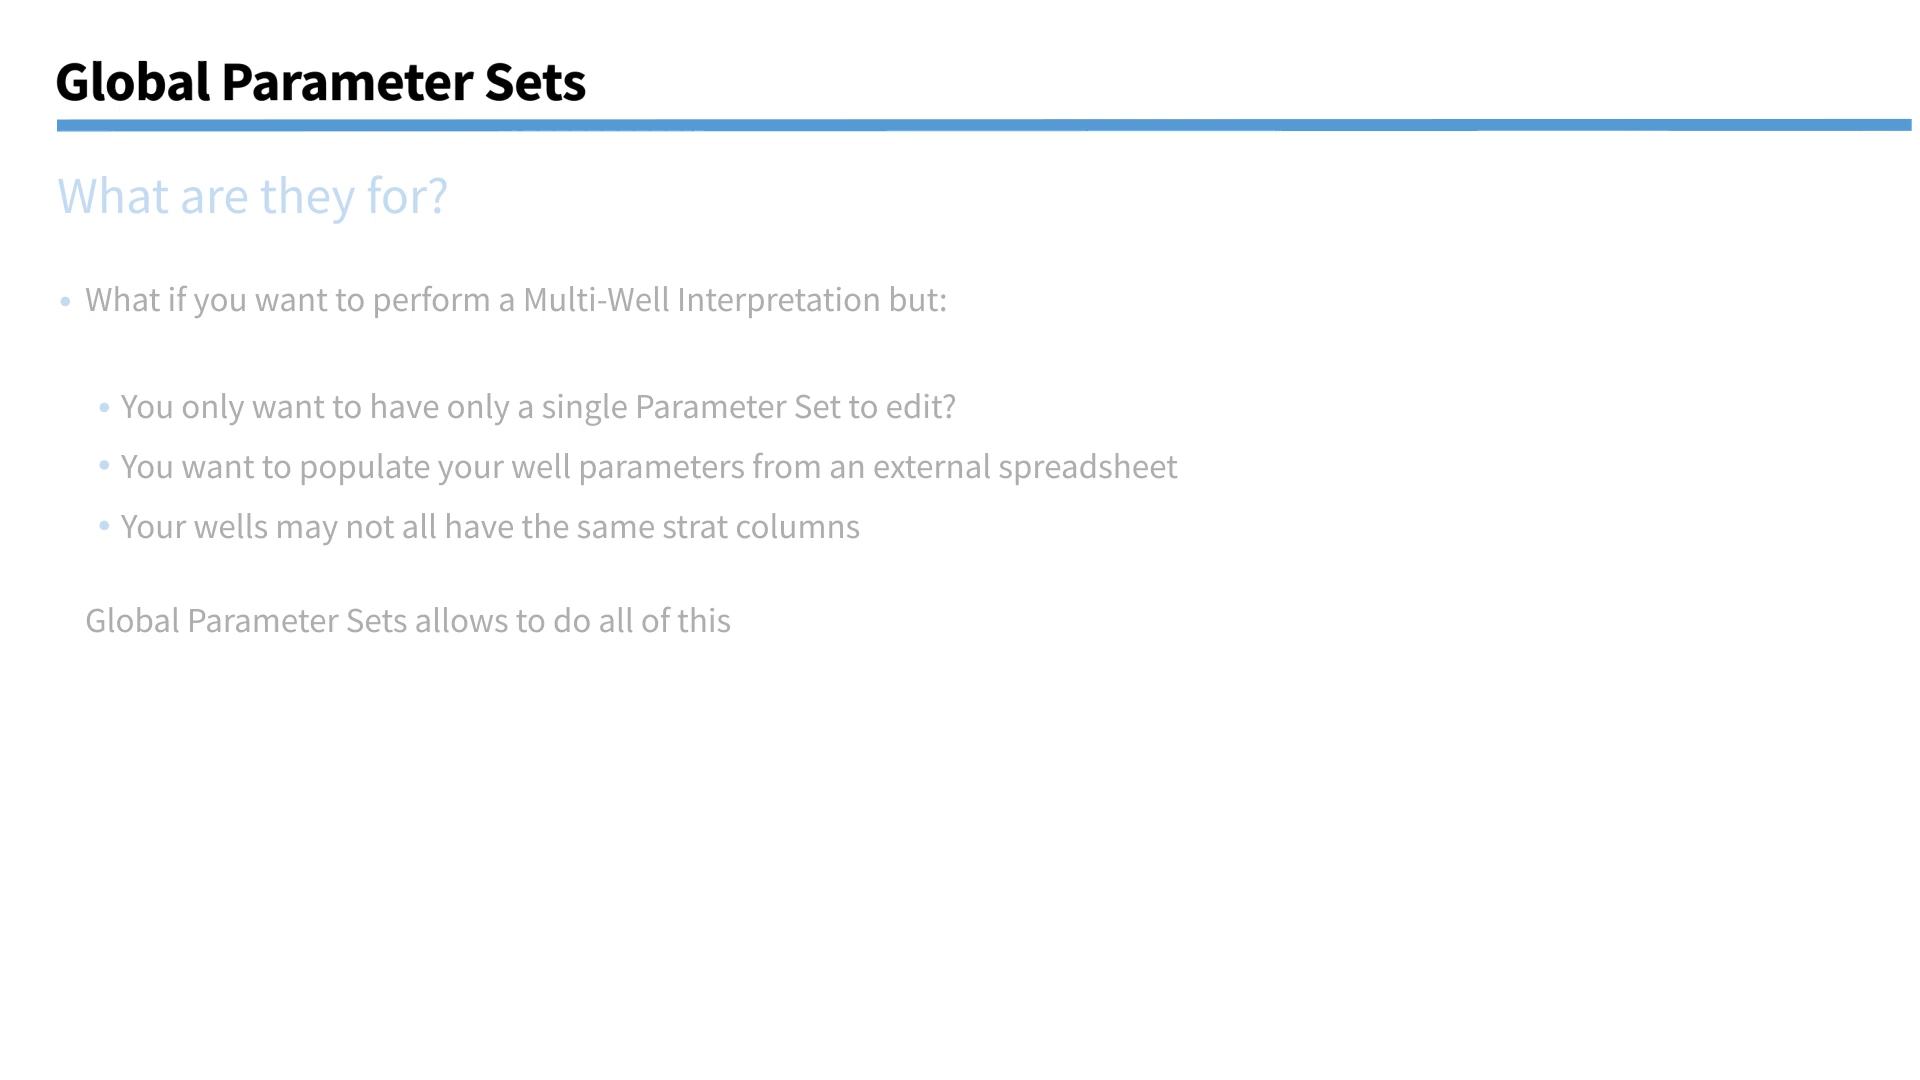 Global Parameter Sets
What are they for?
• What if you want to perform a Multi-Well Interpretation but:
• You only want to have only a single Parameter Set to edit?
• You want to populate your well parameters from an external spreadsheet
• Your wells may not all have the same strat columns
Global Parameter Sets allows to do all of this